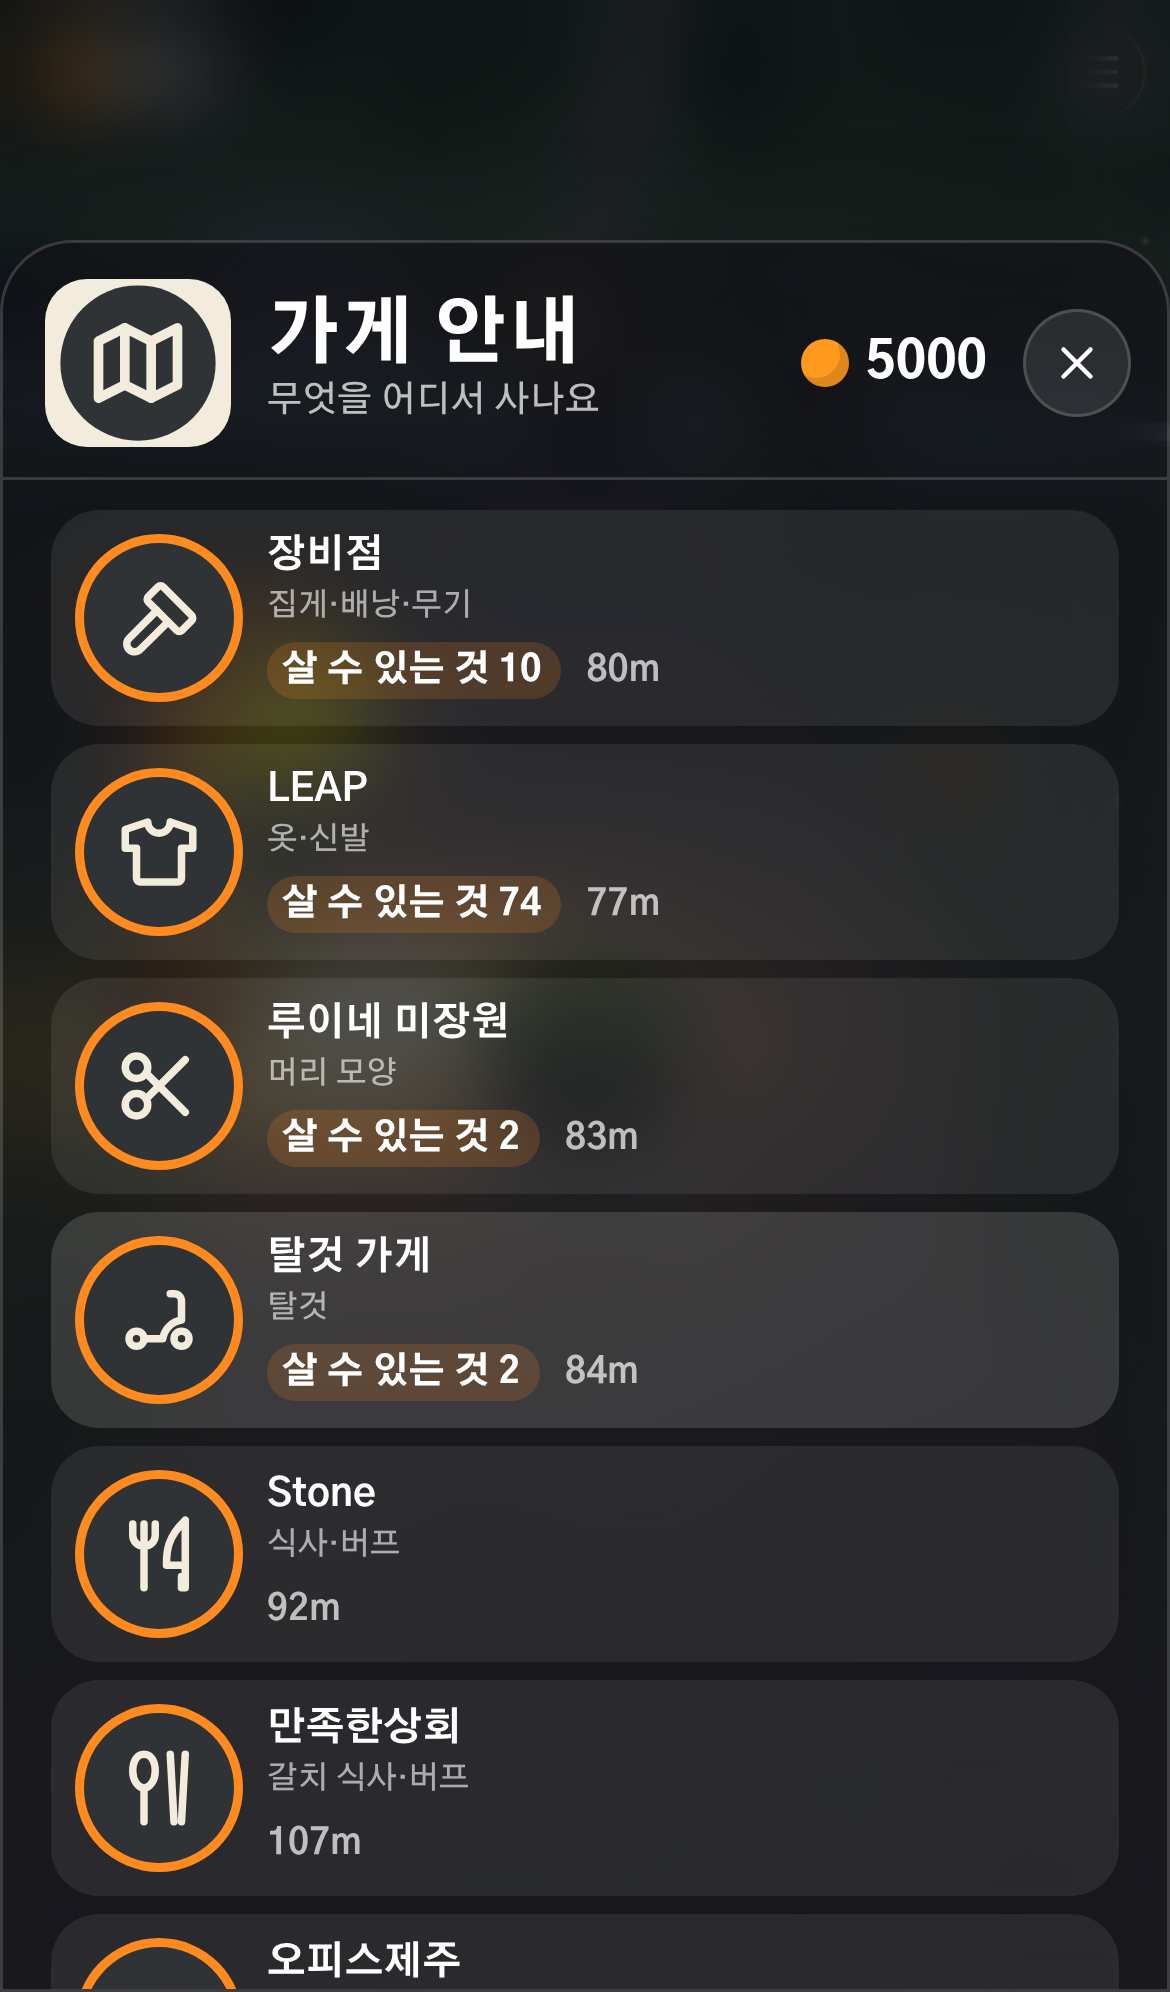 가게 안내
무엇을 어디서 사나요
5000
장비점
집게·배낭·무기
살 수 있는 것 10 80m
LEAP
옷·신발
살 수 있는 것 74 77m
루이네 미장원
머리 모양
살 수 있는 것 2 83m
탈것 가게
탈것
살 수 있는 것 2 84m
Stone
식사·버프
92m
만족한상회
갈치 식사·버프
107m
오피스제주